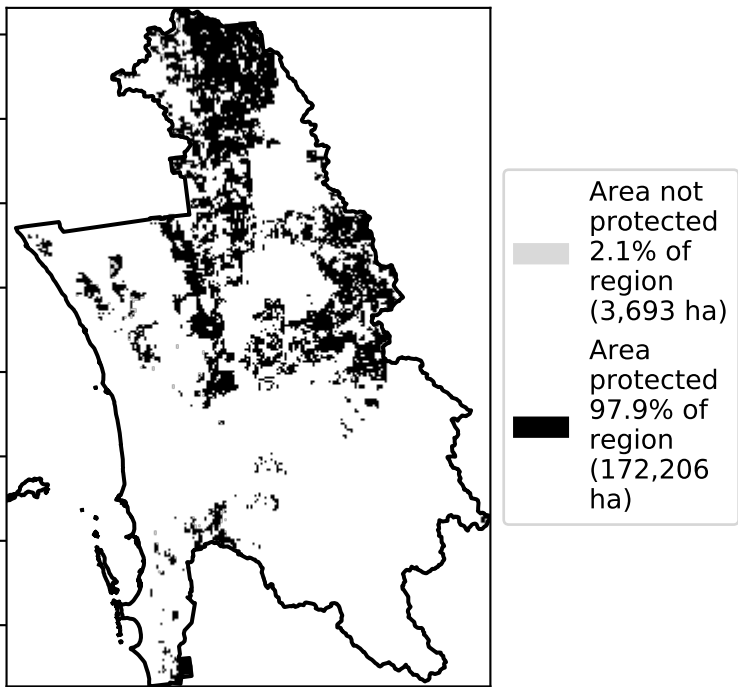 Area not
protected
2.1% of
region
(3,693 ha)
Area
protected
97.9% of
region
(172,206
ha)